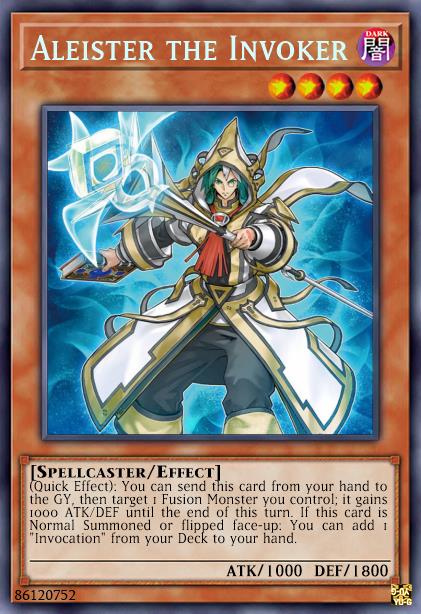 ALEISTER THE INVOKER
DARK
闇
[SPELLCASTER/EFFECT]
(Quick Effect): You can send this card from your hand to
the GY, then target 1 Fusion Monster you control; it gains
1000 ATK/DEF until the end of this turn. If this card is
Normal Summoned or flipped face-up: You can add 1
"Invocation" from your Deck to your hand.
ATK/1000 DEF/1800
86120752